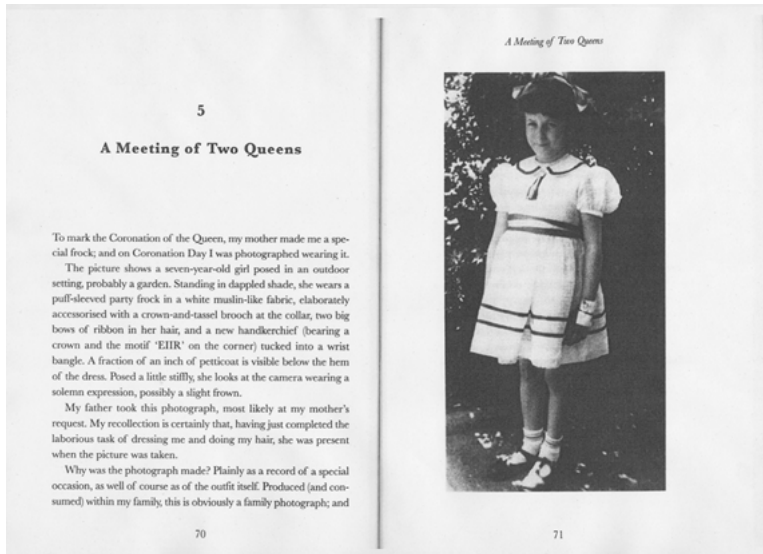 5
A Meeting of Two Queens
To mark the Coronation of the Queen, my mother made me a spe-
cial frock; and on Coronation Day I was photographed wearing it.
The picture shows a seven-year-old girl posed in an outdoor
setting, probably a garden. Standing in dappled shade, she wears a
puff-sleeved party frock in a white muslin-like fabric, elaborately
accessorised with a crown-and-tassel brooch at the collar, two big
bows of ribbon in her hair, and a new handkerchief (bearing a
crown and the motif ‘EIIR’ on the corner) tucked into a wrist
bangle. A fraction of an inch of petticoat is visible below the hem
of the dress. Posed a little stiffly, she looks at the camera wearing a
solemn expression, possibly a slight frown.
My father took this photograph, most likely at my mother’s
request. My recollection is certainly that, having just completed the
laborious task of dressing me and doing my hair, she was present
when the picture was taken.
Why was the photograph made? Plainly as a record of a special
occasion, as well of course as of the outfit itself. Produced (and con-
sumed) within my family, this is obviously a family photograph; and
70
A Meeting of Two Queens
71